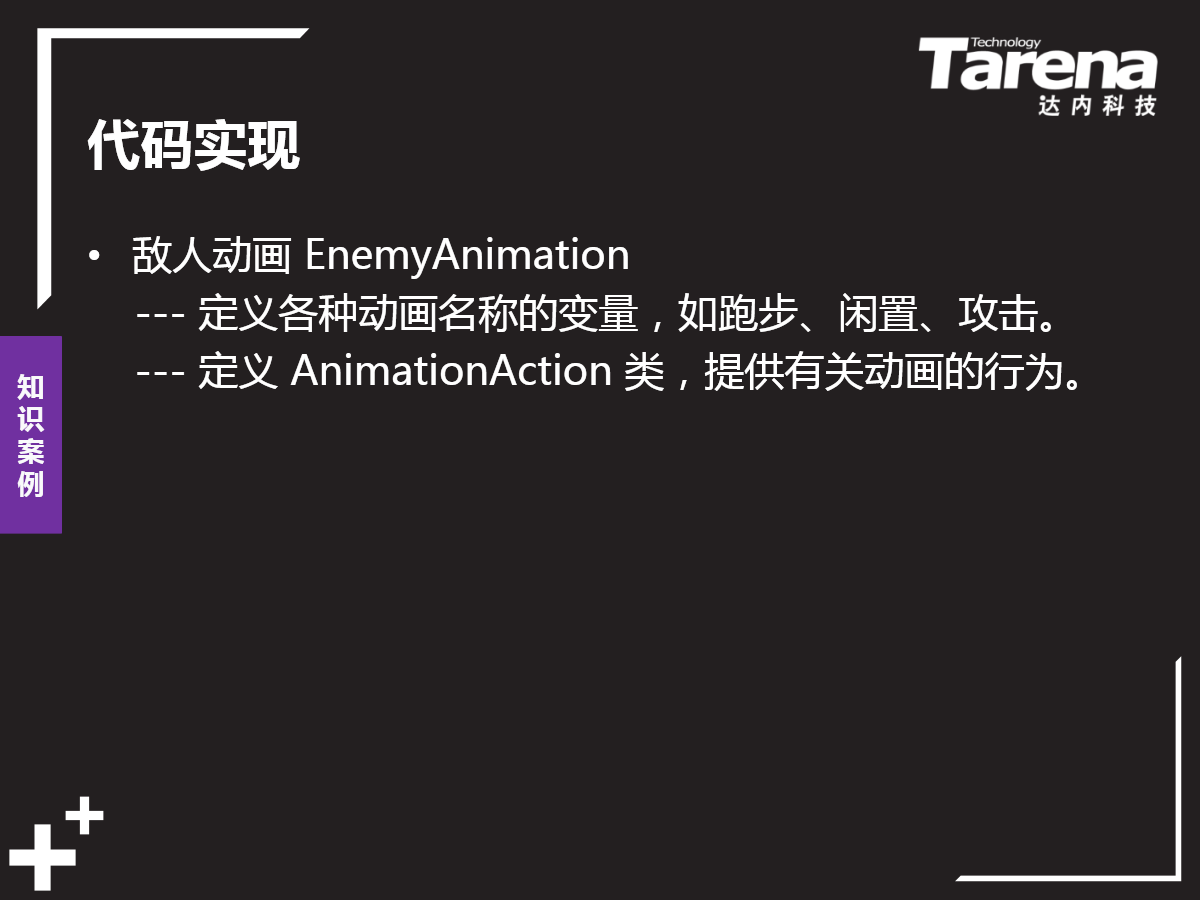 Technology
Tarena
达内科技
代码实现
• 敌人动画 EnemyAnimation
--- 定义各种动画名称的变量，如跑步、闲置、攻击。
--- 定义 AnimationAction 类，提供有关动画的行为。
知识案例